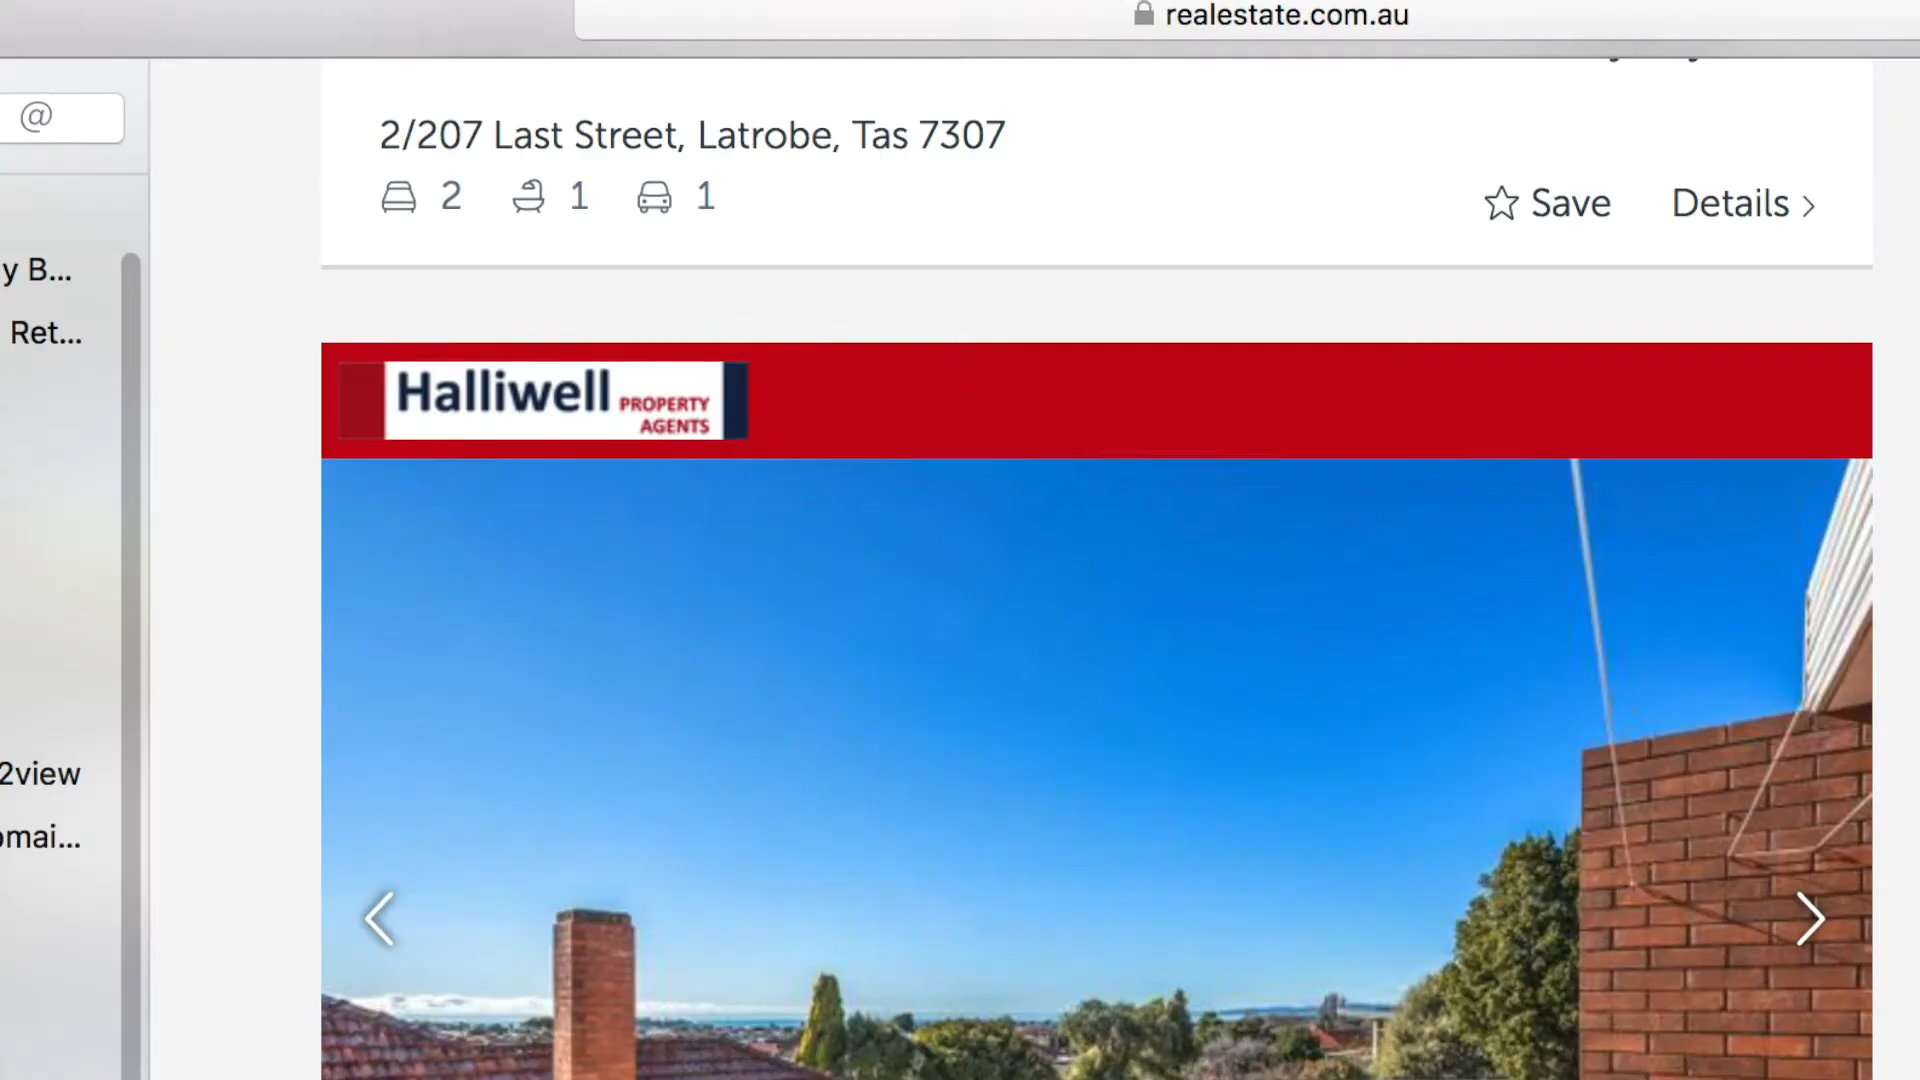 realestate.com.au
@
2/207 Last Street, Latrobe, Tas 7307
2 1 1
Save Details
y B...
Ret...
Halliwell PROPERTY
AGENTS
2view
omai...